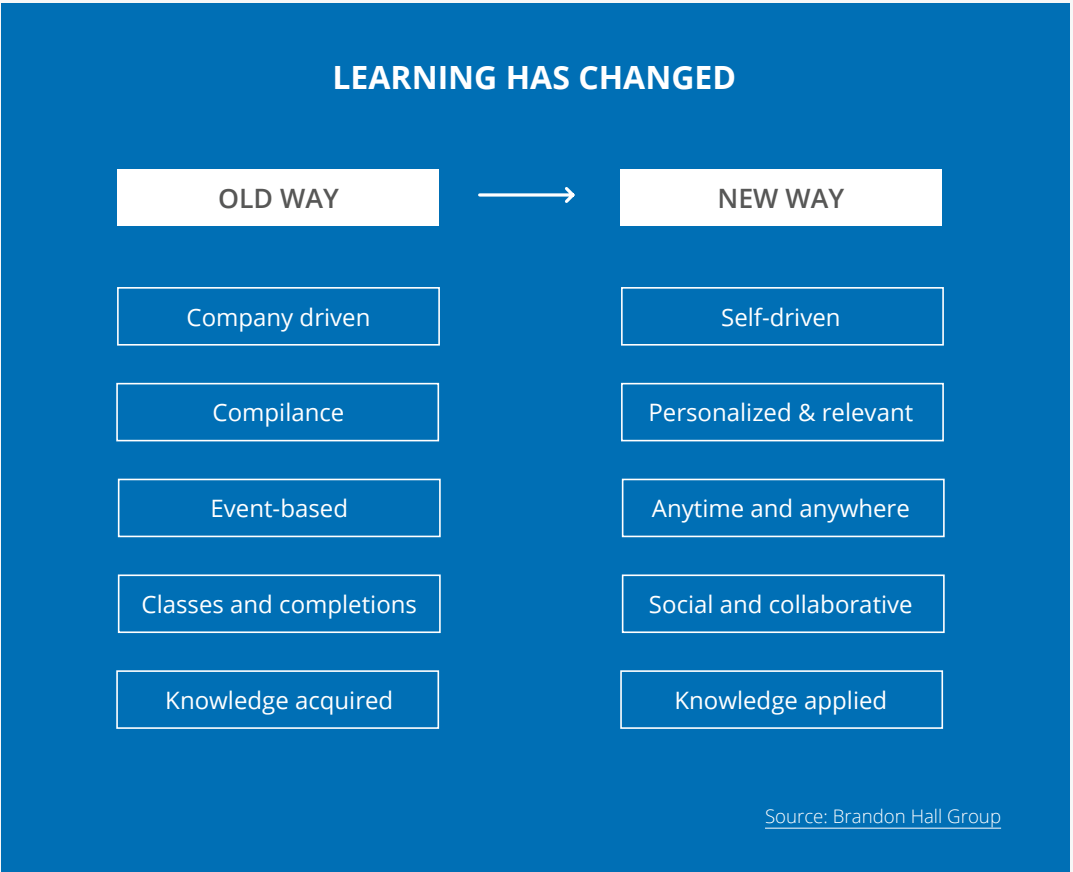 LEARNING HAS CHANGED
OLD WAY
NEW WAY
Company driven
Self-driven
Compilance
Personalized & relevant
Event-based
Anytime and anywhere
Classes and completions
Social and collaborative
Knowledge acquired
Knowledge applied
Source: Brandon Hall Group